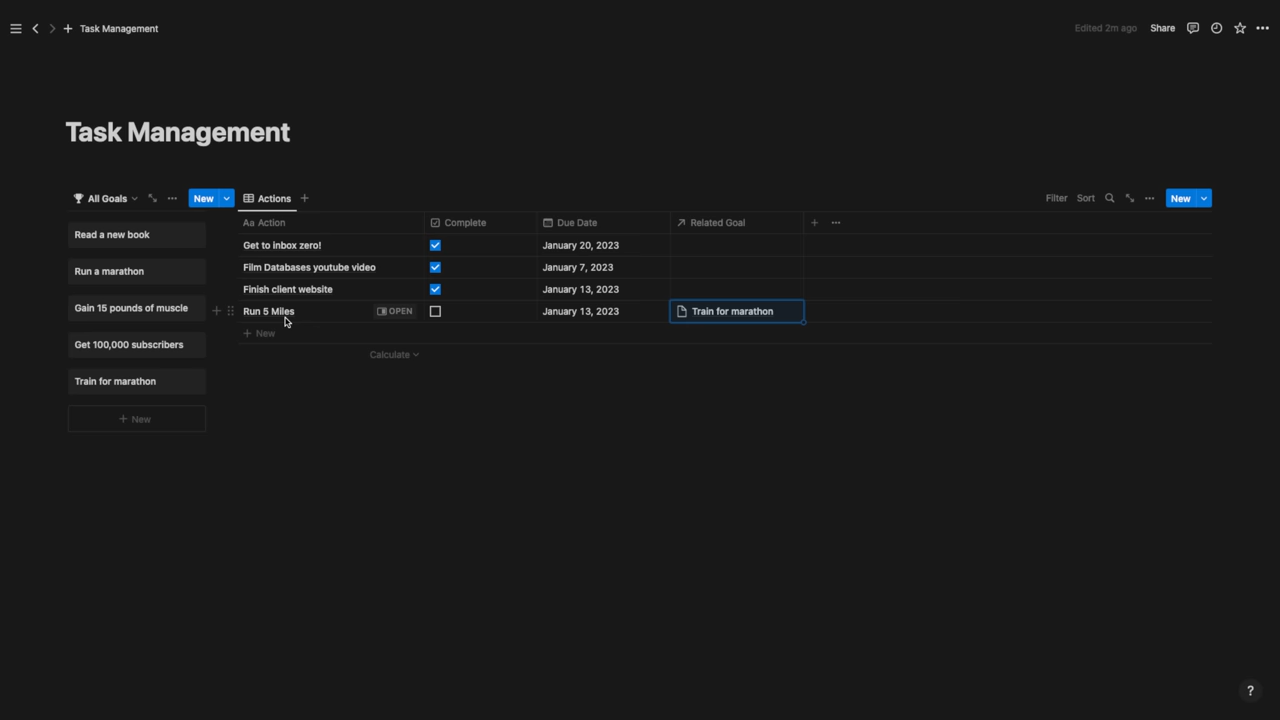 Task Management
Edited 2m ago Share
Task Management
All Goals New Actions Filter Sort New
Aa Action Complete Due Date Related Goal
Read a new book
Run a marathon
Gain 15 pounds of muscle
Get 100,000 subscribers
Train for marathon
+ New
Get to inbox zero! January 20, 2023
Film Databases youtube video January 7, 2023
Finish client website January 13, 2023
Run 5 Miles OPEN January 13, 2023 Train for marathon
+ New
Calculate
?